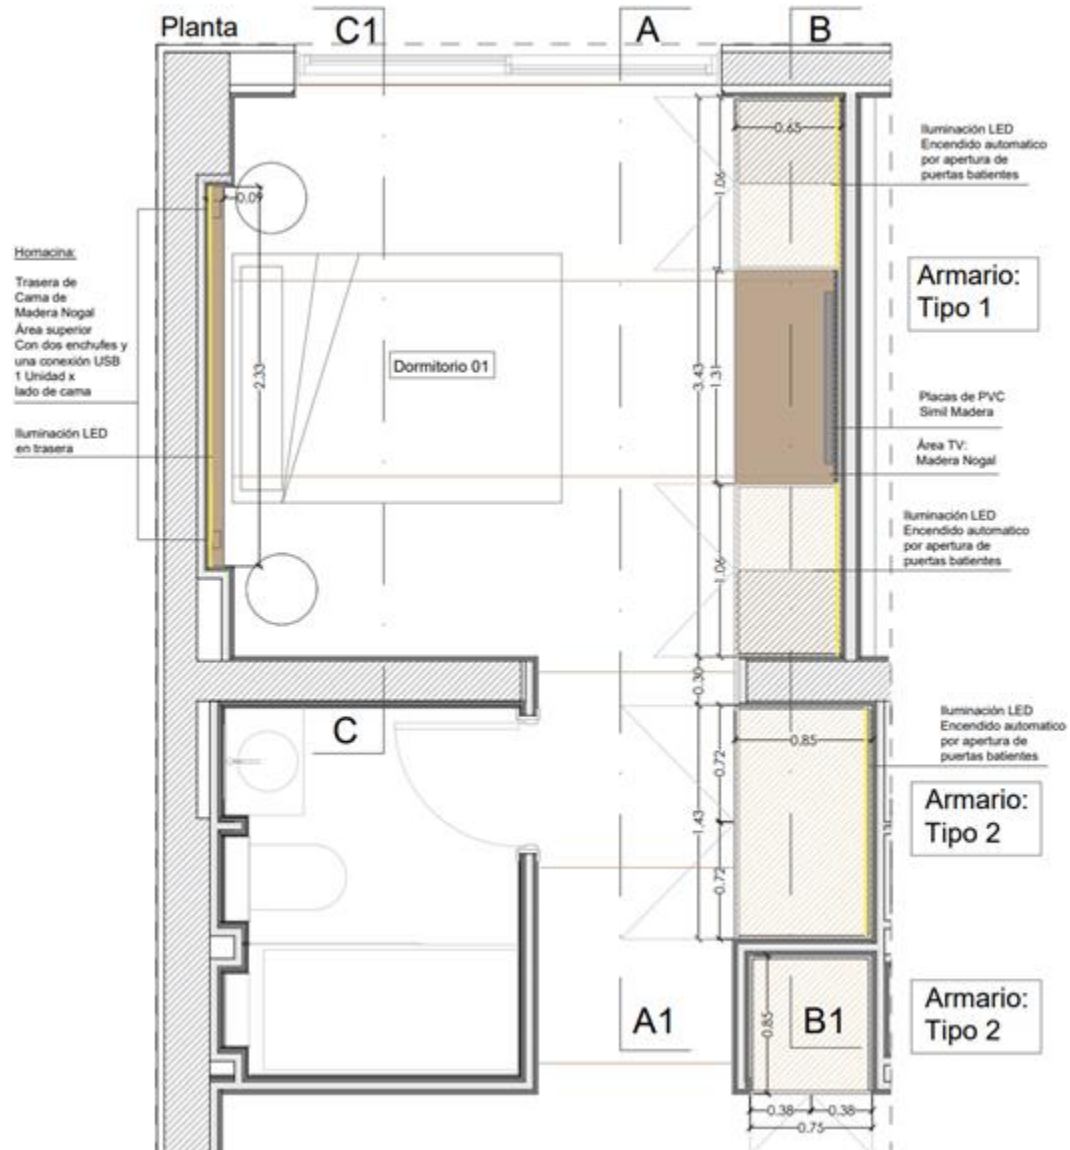 Planta
C1
A
B
0.65
Iluminación LED
Encendido automatico
por apertura de
puertas batientes
1.06
0.09
Hornacina:
Trasera de
Cama de
Madera Nogal
Área superior
Con dos enchufes y
una conexión USB
1 Unidad x
lado de cama
Iluminación LED
en trasera
Armario:
Tipo 1
Dormitorio 01
2.33
3.43
1.31
Placas de PVC
Simil Madera
Área TV:
Madera Nogal
Iluminación LED
Encendido automatico
por apertura de
puertas batientes
1.06
0.30
C
0.85
Iluminación LED
Encendido automatico
por apertura de
puertas batientes
0.72
1.43
0.72
Armario:
Tipo 2
A1
B1
0.85
Armario:
Tipo 2
0.38
0.38
0.75